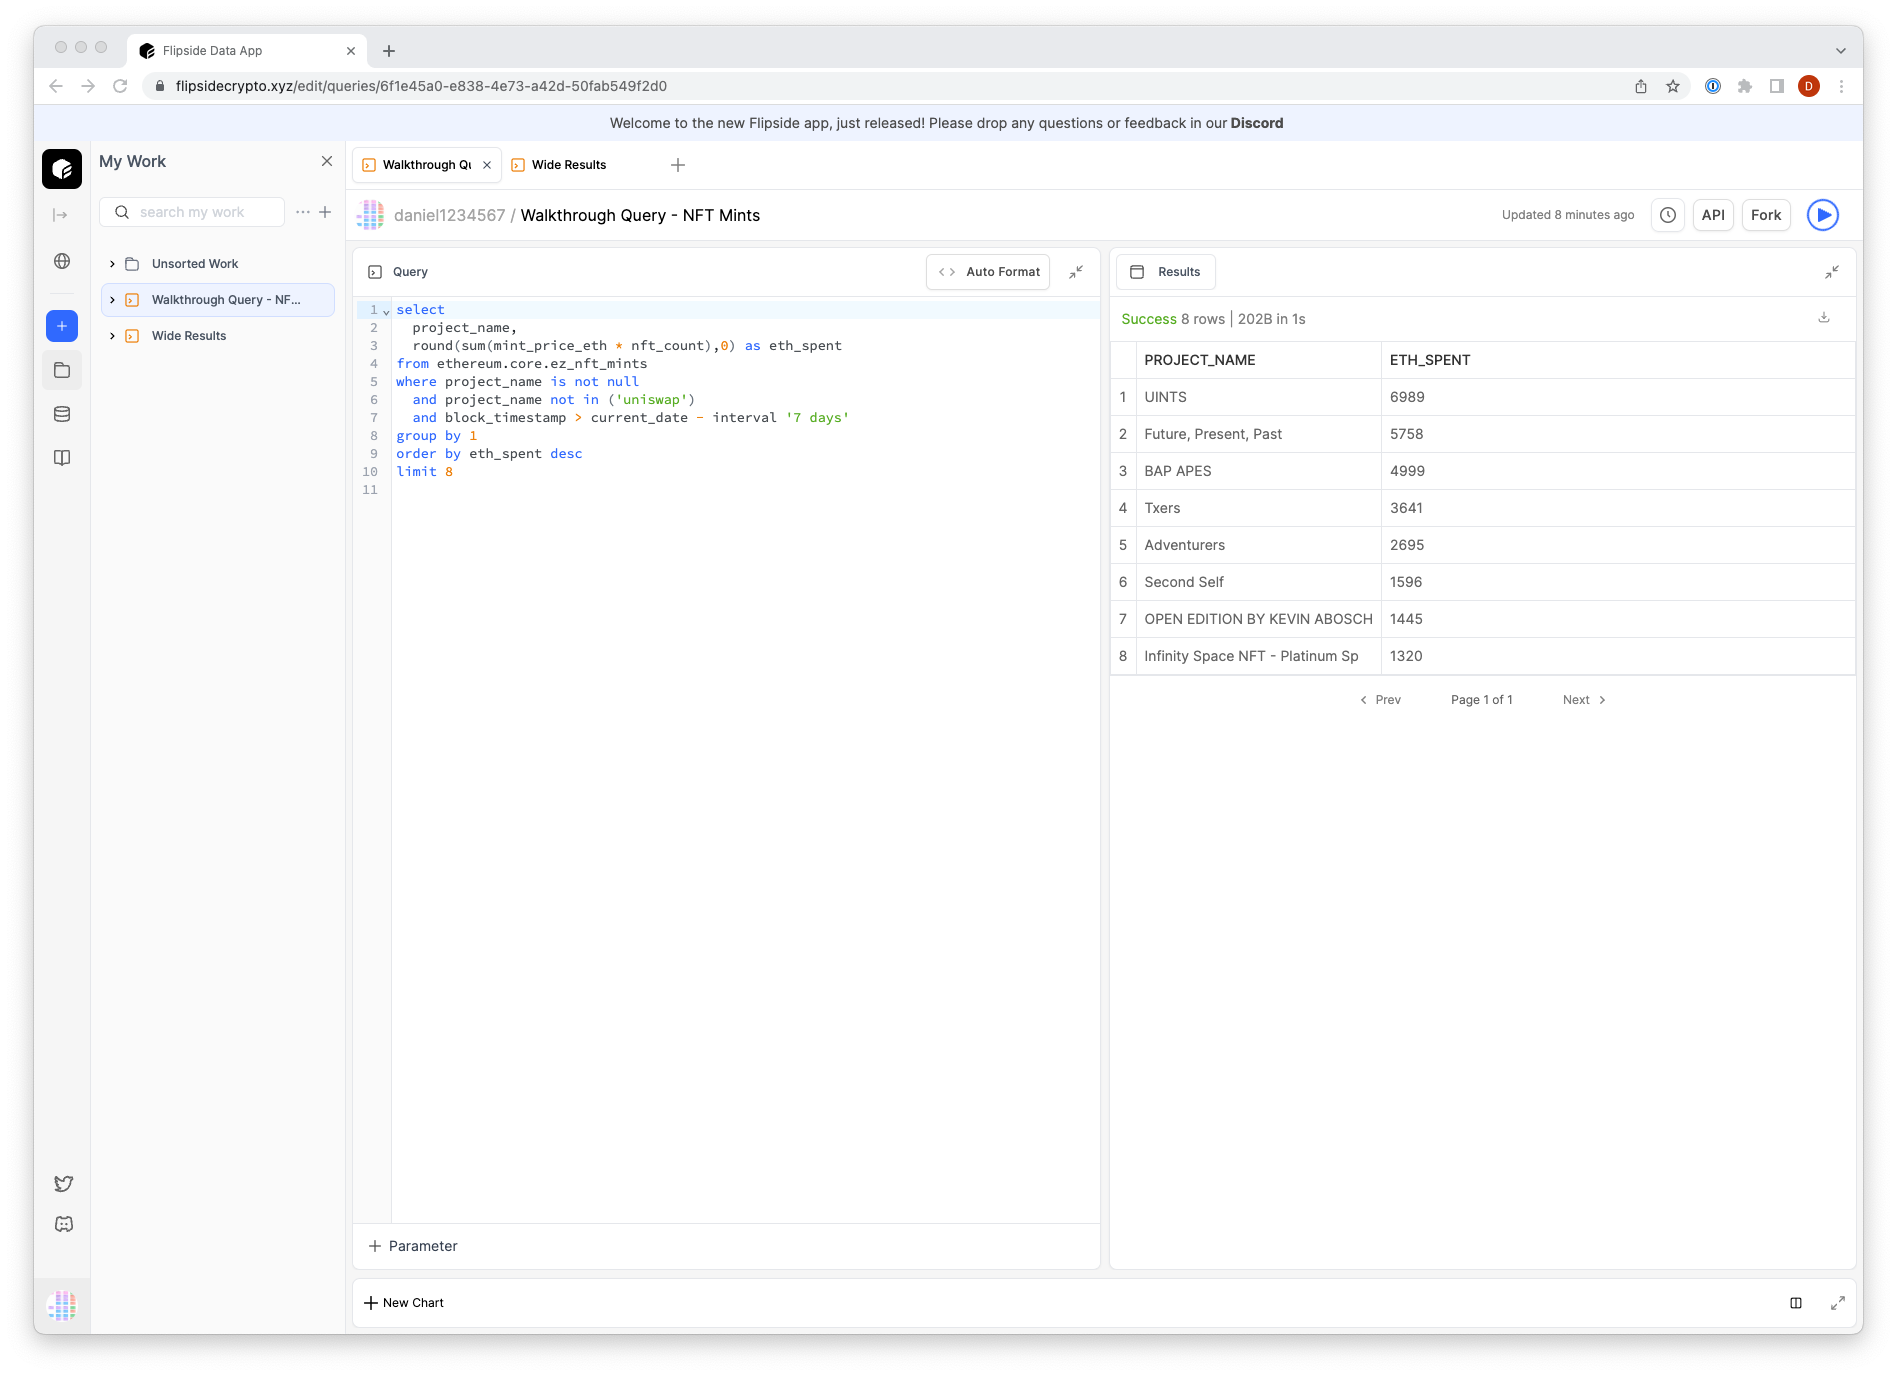 Flipside Data App
flipsidecrypto.xyz/edit/queries/6f1e45a0-e838-4e73-a42d-50fab549f2d0
D
Welcome to the new Flipside app, just released! Please drop any questions or feedback in our Discord
My Work
search my work
Unsorted Work
Walkthrough Query - NF...
Wide Results
Walkthrough Qu
Wide Results
daniel1234567 / Walkthrough Query - NFT Mints
Updated 8 minutes ago
API
Fork
Query
Auto Format
1 select
2 project_name,
3 round(sum(mint_price_eth * nft_count),0) as eth_spent
4 from ethereum.core.ez_nft_mints
5 where project_name is not null
6 and project_name not in ('uniswap')
7 and block_timestamp > current_date - interval '7 days'
8 group by 1
9 order by eth_spent desc
10 limit 8
11
Parameter
Results
Success 8 rows | 202B in 1s
PROJECT_NAME ETH_SPENT
1 UINTS 6989
2 Future, Present, Past 5758
3 BAP APES 4999
4 Txers 3641
5 Adventurers 2695
6 Second Self 1596
7 OPEN EDITION BY KEVIN ABOSCH 1445
8 Infinity Space NFT - Platinum Sp 1320
Prev Page 1 of 1 Next
New Chart